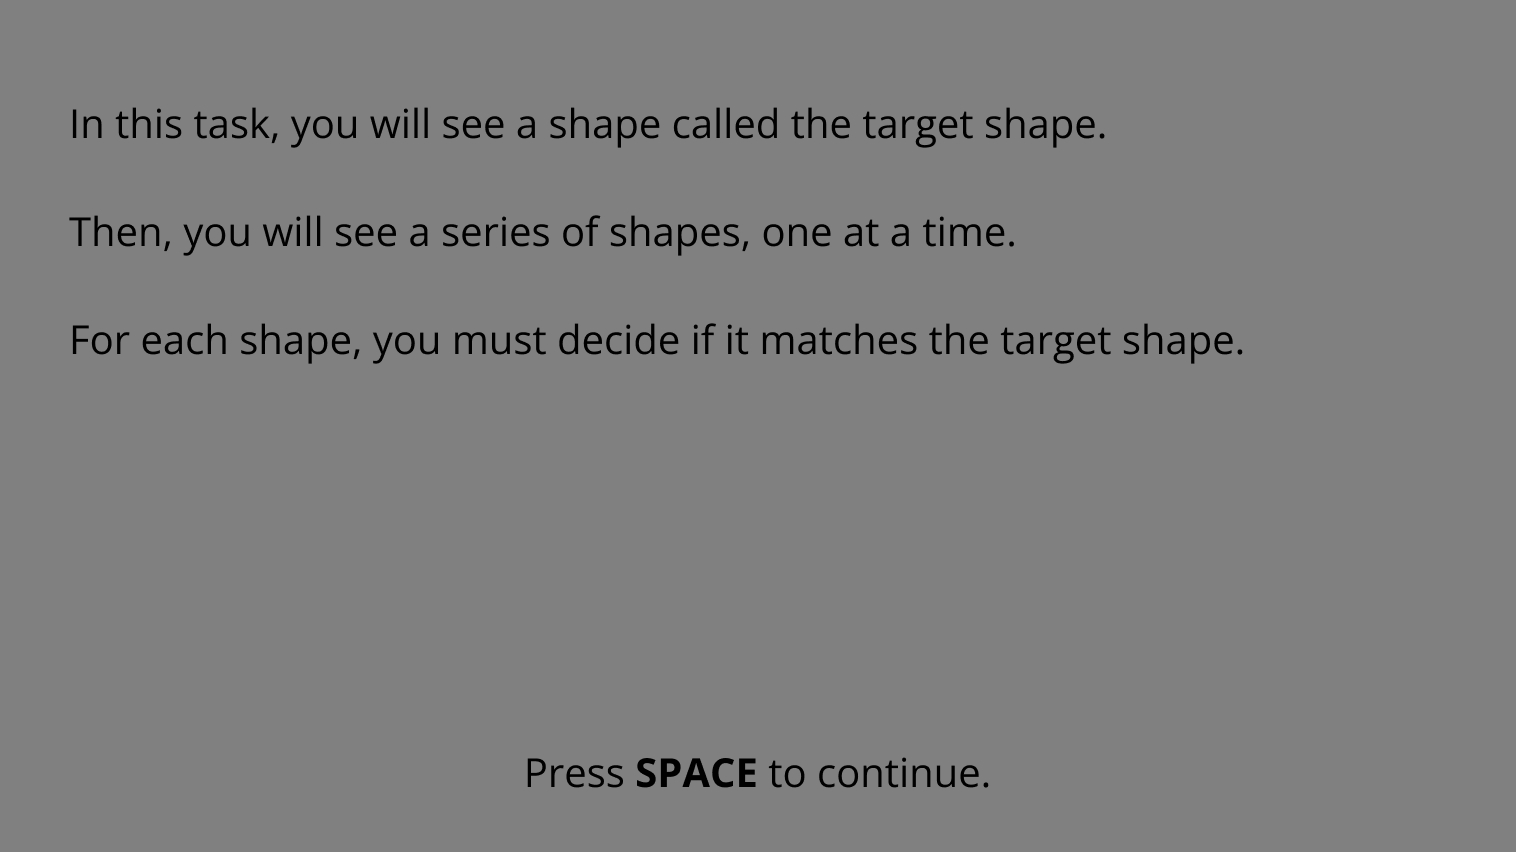 In this task, you will see a shape called the target shape.
Then, you will see a series of shapes, one at a time.
For each shape, you must decide if it matches the target shape.
Press SPACE to continue.